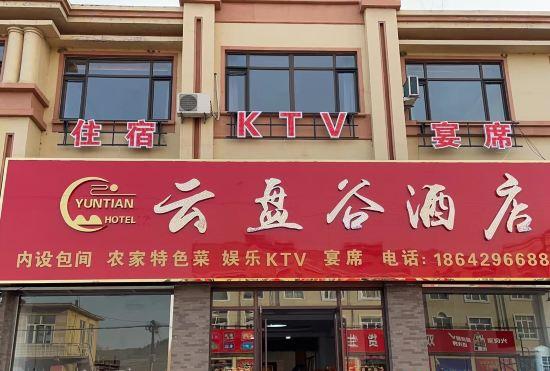 住宿 KTV 宴席
YUNTIAN
HOTEL
云盘谷酒店
内设包间 农家特色菜 娱乐KTV 宴席 电话: 1864296688